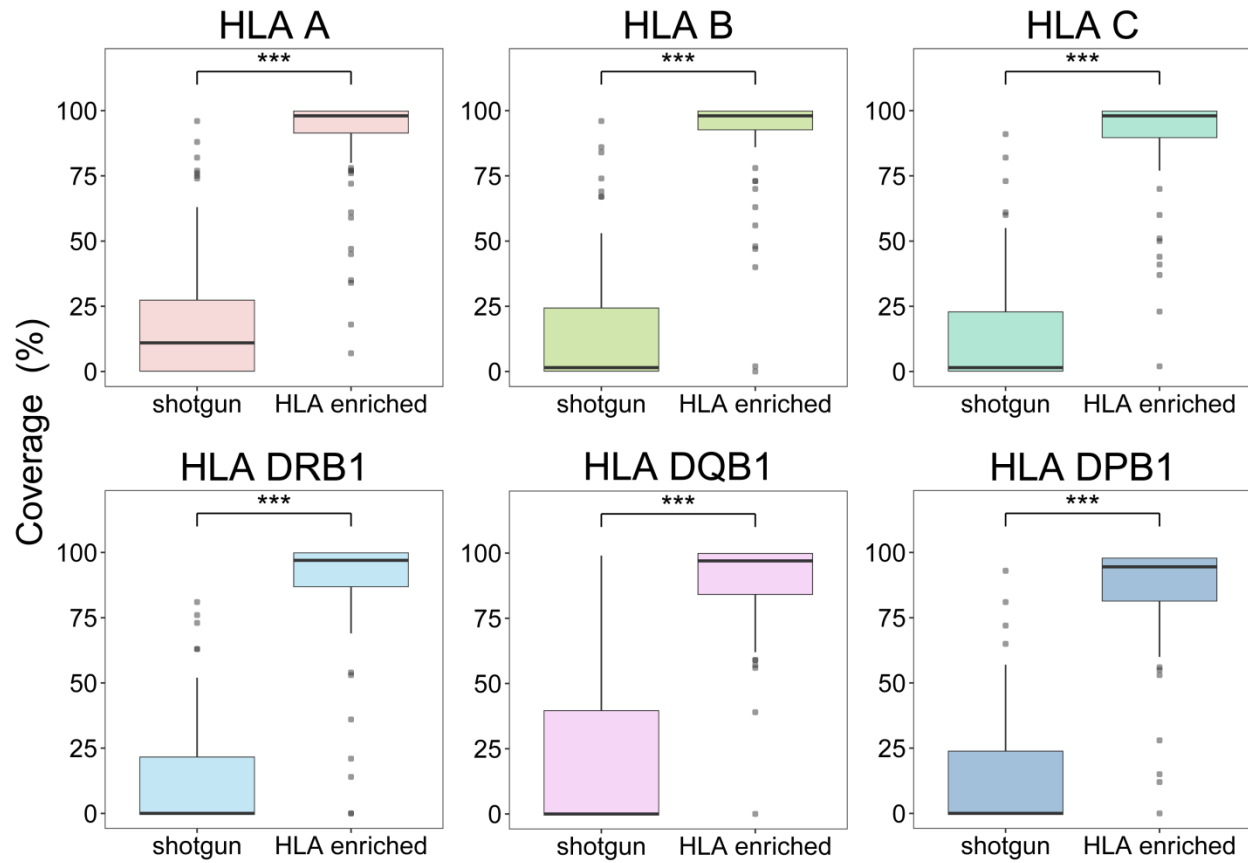 HLA A
HLA B
HLA C
***
***
***
100
75
50
25
0
100
75
50
25
0
100
75
50
25
0
shotgun HLA enriched
shotgun HLA enriched
shotgun HLA enriched
Coverage (%)
HLA DRB1
HLA DQB1
HLA DPB1
***
***
***
100
75
50
25
0
100
75
50
25
0
100
75
50
25
0
shotgun HLA enriched
shotgun HLA enriched
shotgun HLA enriched